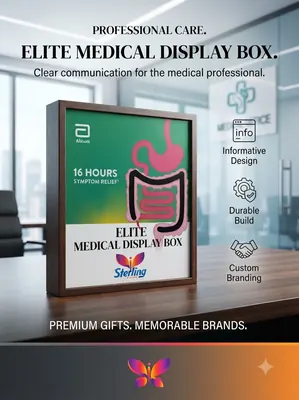 PROFESSIONAL CARE.
ELITE MEDICAL DISPLAY BOX.
Clear communication for the medical professional.
info
Informative
Design
Abbott
16 HOURS
SYMPTOM RELIEF*
Durable
Build
ELITE
MEDICAL DISPLAY BOX
Sterling
Custom
Branding
PREMIUM GIFTS. MEMORABLE BRANDS.